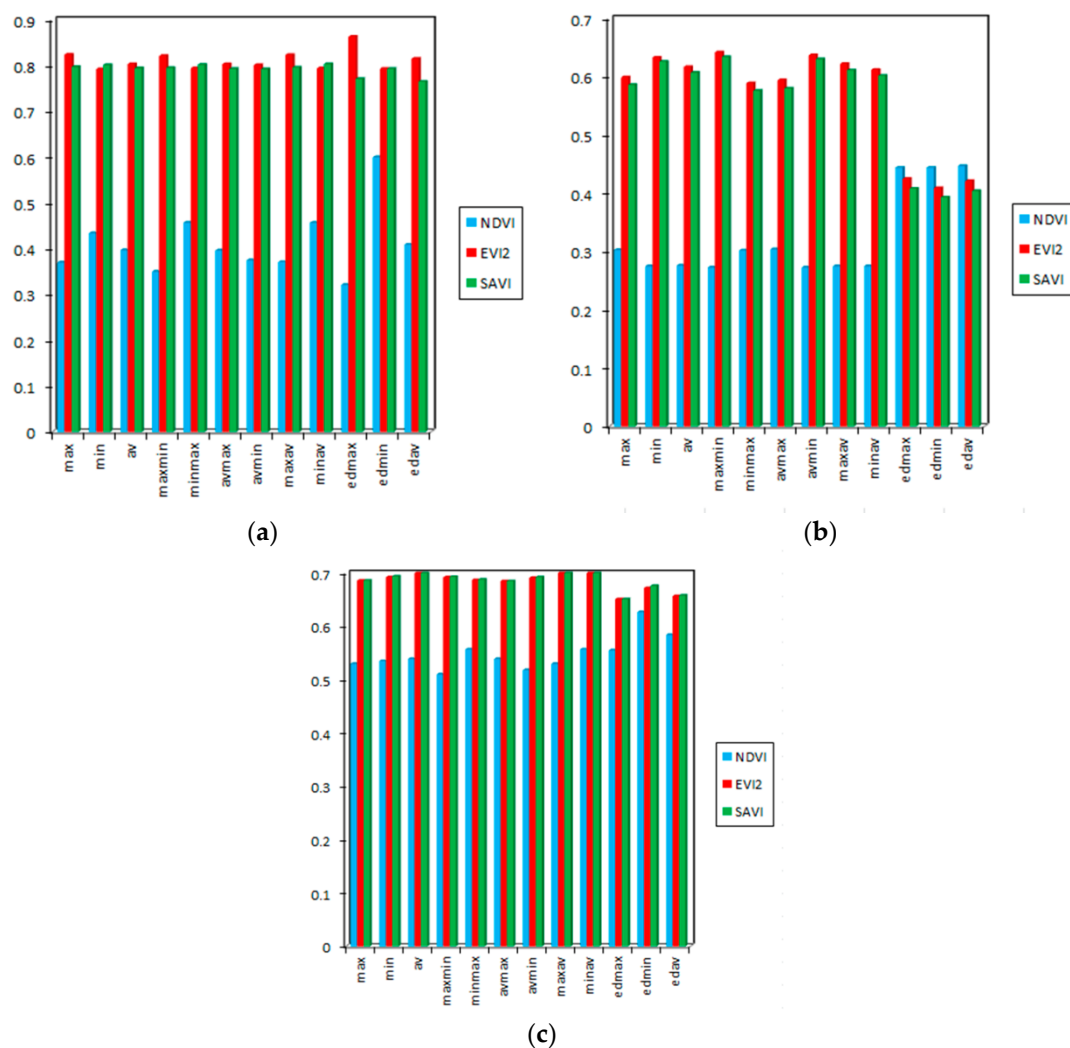 0.9
0.8
0.7
0.6
0.5
0.4
0.3
0.2
0.1
0
max
min
av
maxmin
minmax
avmax
avmin
maxav
minav
edmax
edmin
edav
NDVI
EVI2
SAVI
(a)
0.7
0.6
0.5
0.4
0.3
0.2
0.1
0
max
min
av
maxmin
minmax
avmax
avmin
maxav
minav
edmax
edmin
edav
NDVI
EVI2
SAVI
(b)
0.7
0.6
0.5
0.4
0.3
0.2
0.1
0
max
min
av
maxmin
minmax
avmax
avmin
maxav
minav
edmax
edmin
edav
NDVI
EVI2
SAVI
(c)